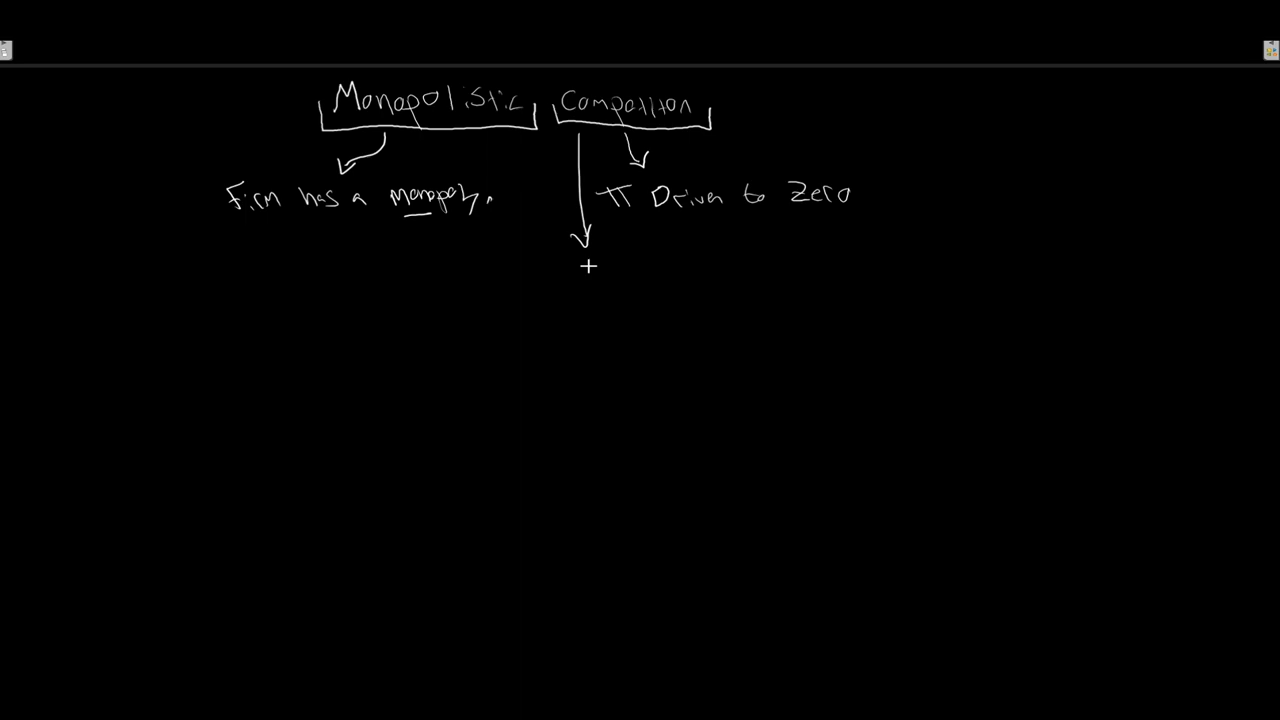 Monopolistic Competition
Firm has a monopoly.
π Driven to Zero